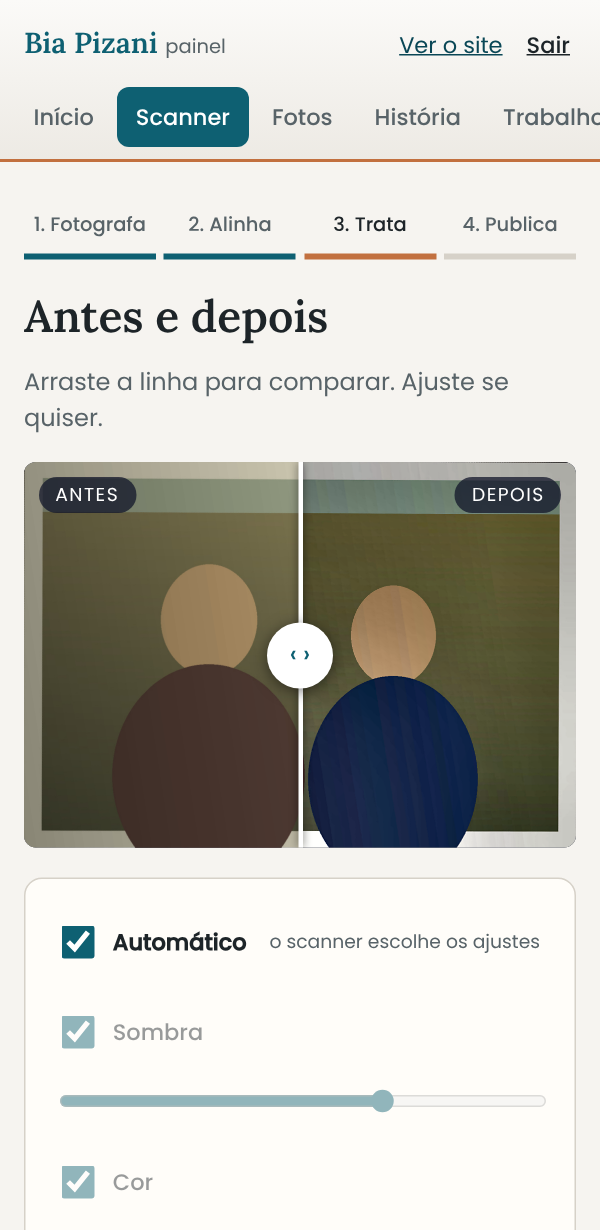 Bia Pizani painel
Ver o site
Sair
Início
Scanner
Fotos
História
1. Fotografa
2. Alinha
3. Trata
4. Publica
Antes e depois
Arraste a linha para comparar. Ajuste se
quiser.
ANTES
DEPOIS
Automático
o scanner escolhe os ajustes
Sombra
Cor